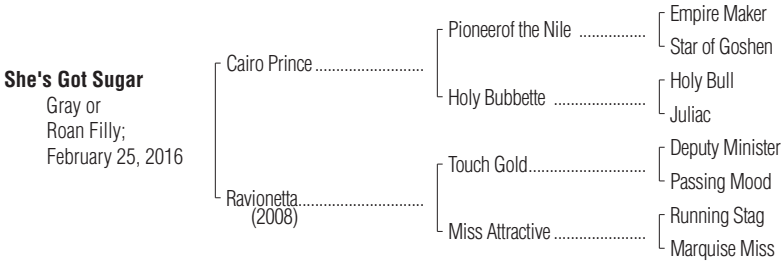 She's Got Sugar
Gray or
Roan Filly;
February 25, 2016
Cairo Prince ..........................
Ravionetta..............................
(2008)
Pioneerof the Nile ................
Holy Bubbette ......................
Touch Gold............................
Miss Attractive ......................
Empire Maker
Star of Goshen
Holy Bull
Juliac
Deputy Minister
Passing Mood
Running Stag
Marquise Miss